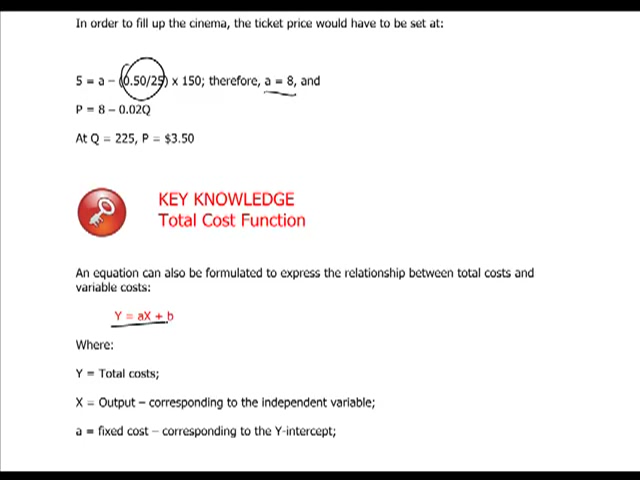 In order to fill up the cinema, the ticket price would have to be set at:
5 = a – (0.50/25) x 150; therefore, a = 8, and
P = 8 – 0.02Q
At Q = 225, P = $3.50
KEY KNOWLEDGE
Total Cost Function
An equation can also be formulated to express the relationship between total costs and
variable costs:
Y = aX + b
Where:
Y = Total costs;
X = Output – corresponding to the independent variable;
a = fixed cost – corresponding to the Y-intercept;